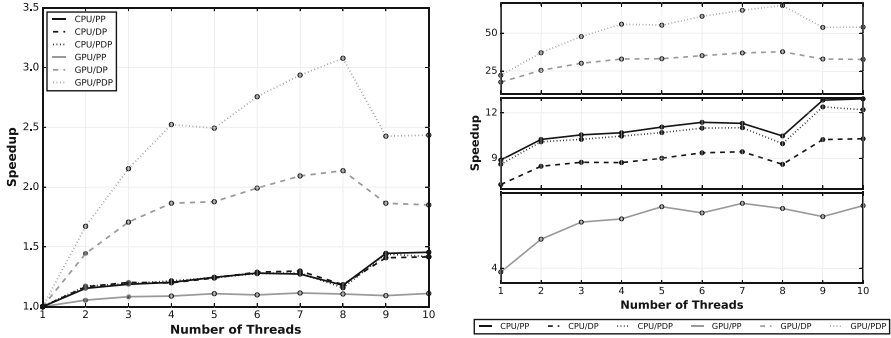 3.5
3.0
2.5
2.0
1.5
1.0
Speedup
CPU/PP
CPU/DP
CPU/PDP
GPU/PP
GPU/DP
GPU/PDP
1 2 3 4 5 6 7 8 9 10
Number of Threads
50
25
12
9
4
Speedup
1 2 3 4 5 6 7 8 9 10
Number of Threads
CPU/PP CPU/DP CPU/PDP GPU/PP GPU/DP GPU/PDP